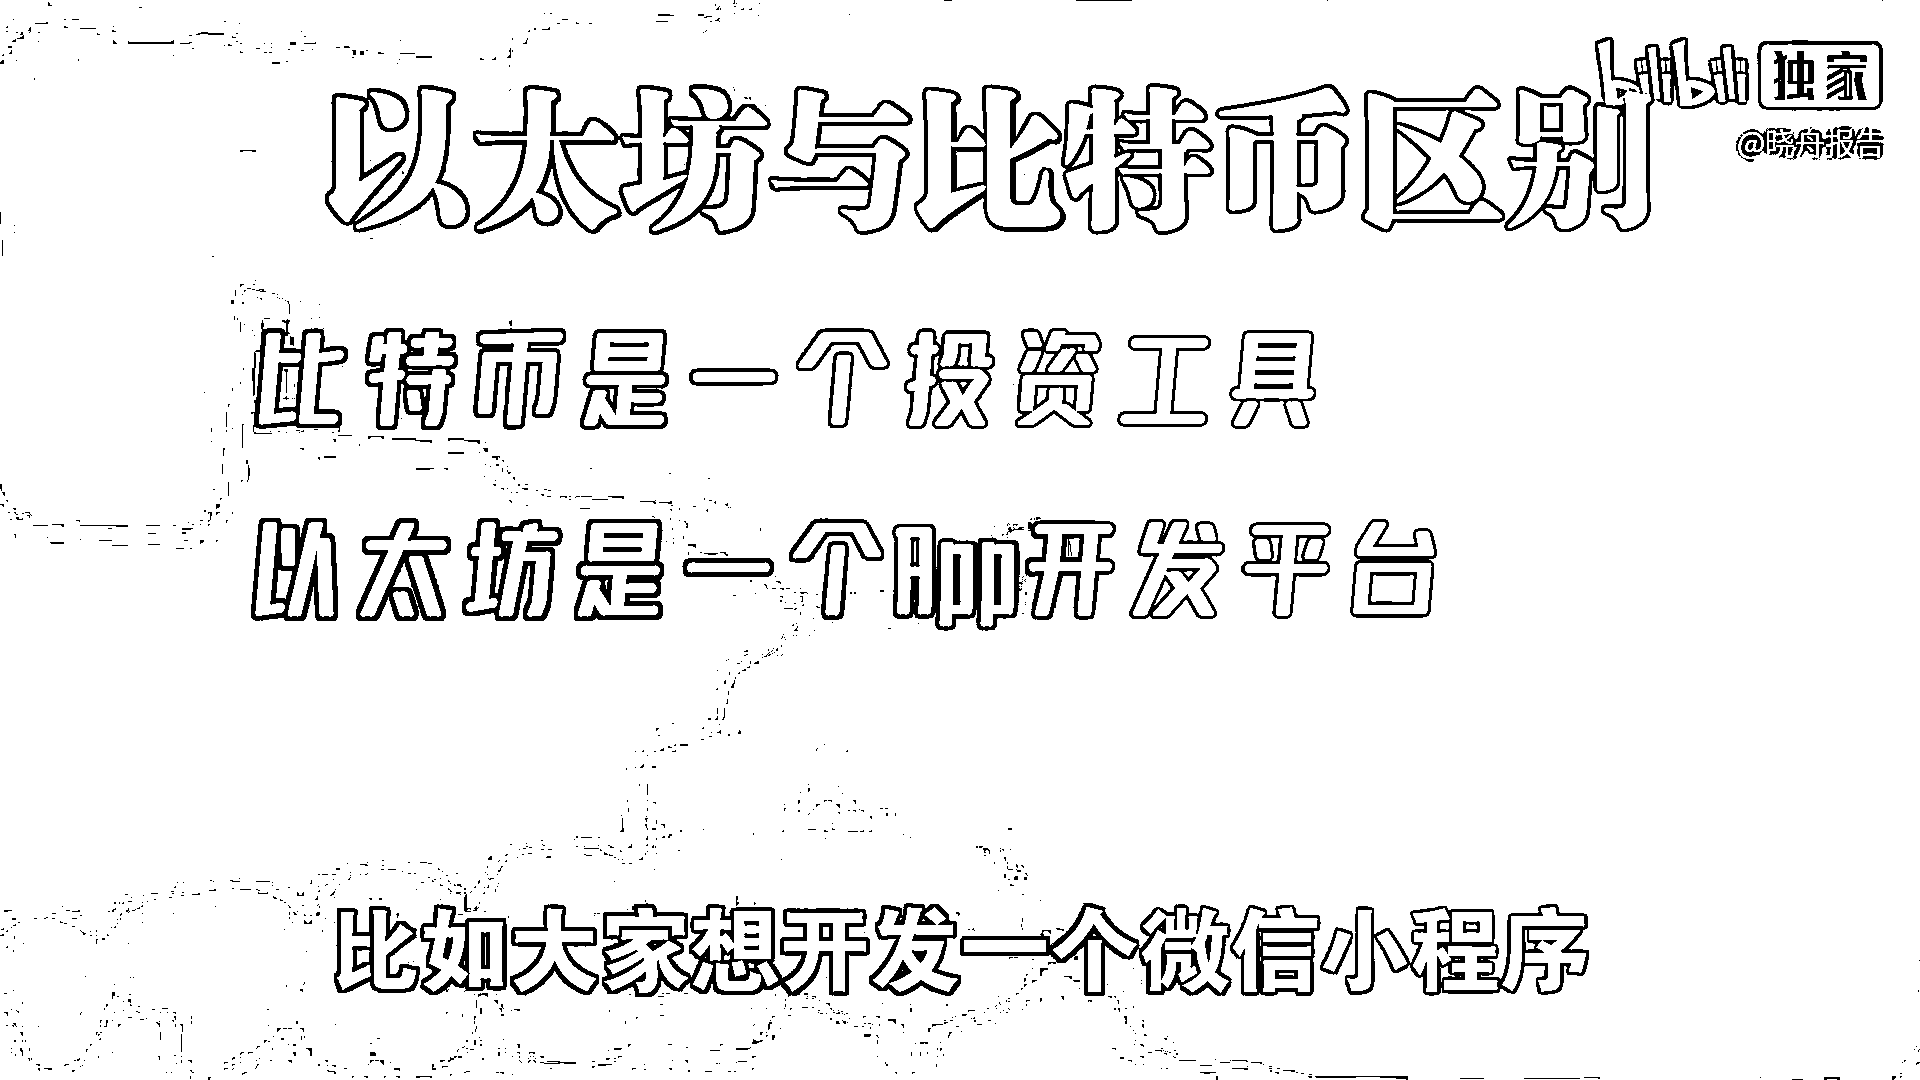 bilibili 独家
@晓舟报告
以太坊与比特币区别
比特币是一个投资工具
以太坊是一个App开发平台
比如大家想开发一个微信小程序